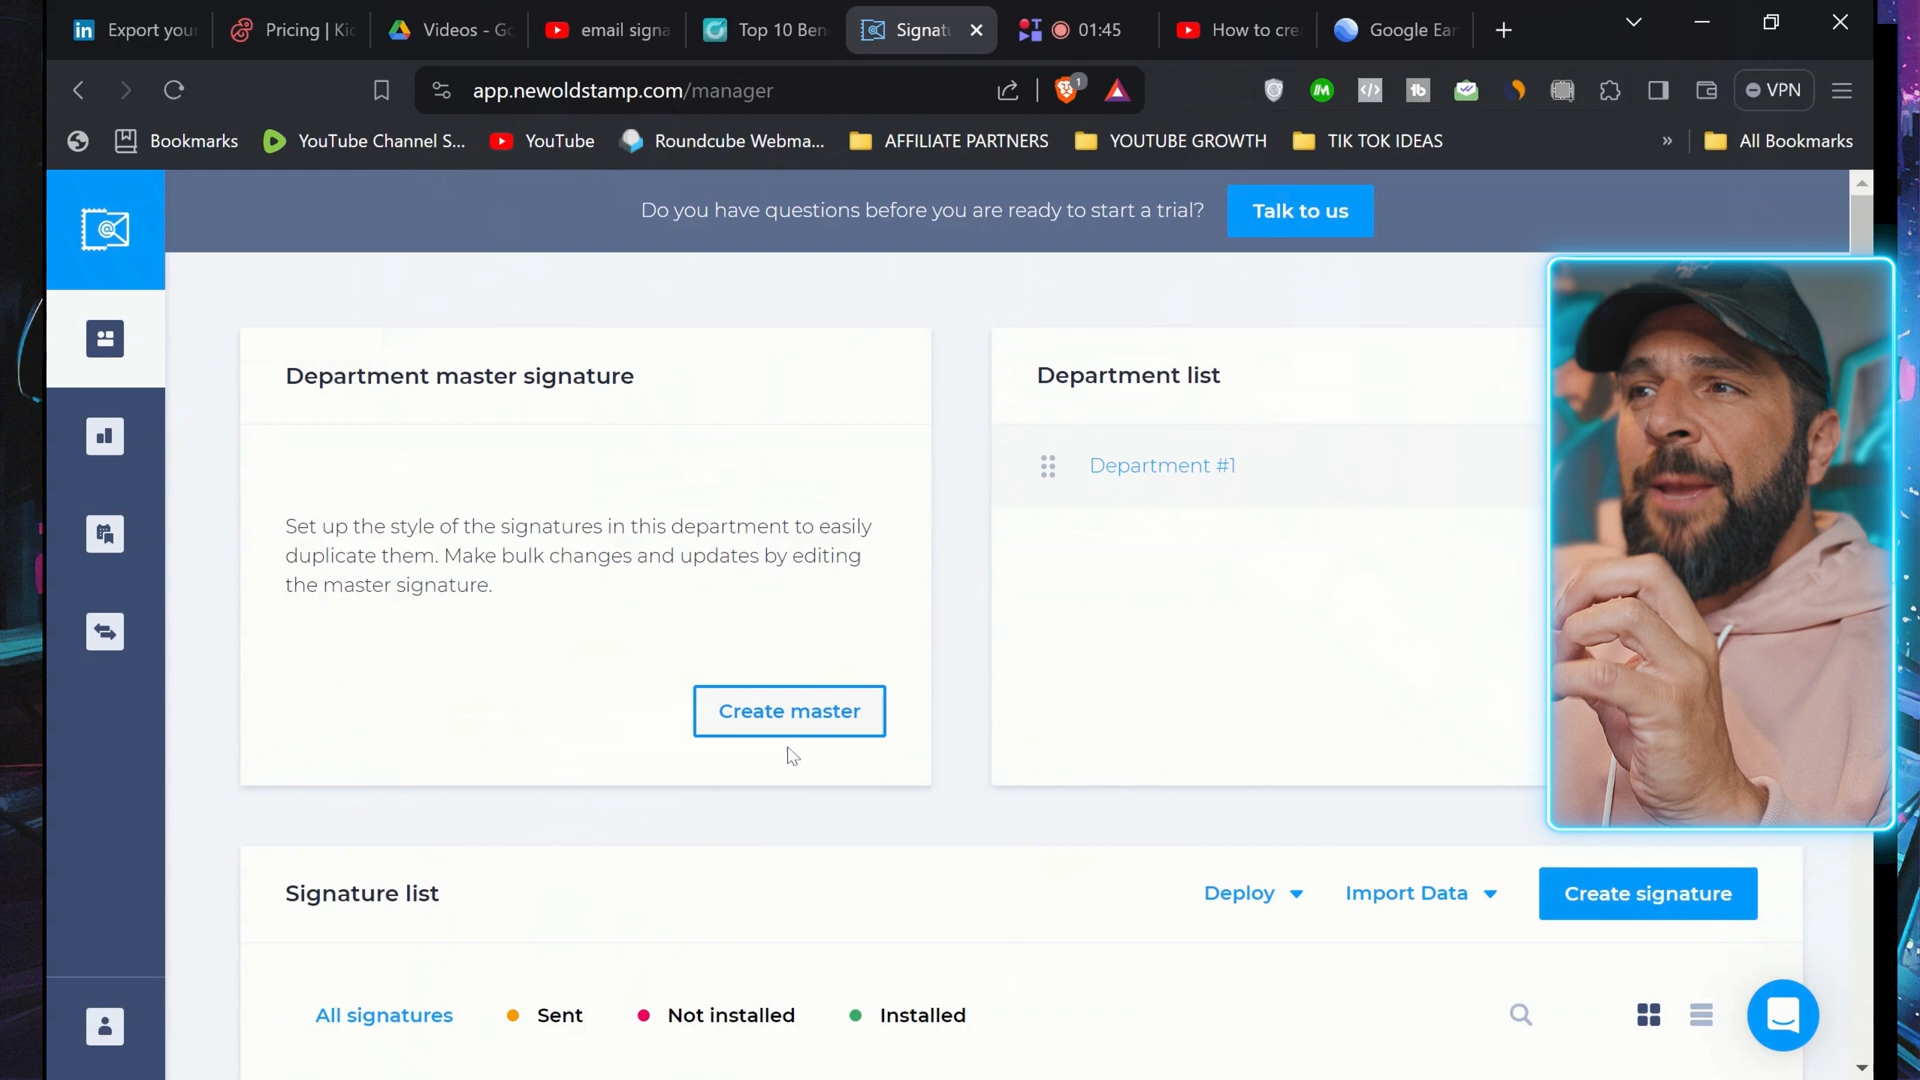 Export your
Pricing | Kic
Videos - Go
email signa
Top 10 Ben
Signatu
01:45
How to crea
Google Ear
app.newoldstamp.com/manager
1
VPN
Bookmarks
YouTube Channel S...
YouTube
Roundcube Webma...
AFFILIATE PARTNERS
YOUTUBE GROWTH
TIK TOK IDEAS
»
All Bookmarks
Do you have questions before you are ready to start a trial?
Talk to us
Department master signature
Department list
Department #1
Set up the style of the signatures in this department to easily
duplicate them. Make bulk changes and updates by editing
the master signature.
Create master
Signature list
Deploy
Import Data
Create signature
All signatures
Sent
Not installed
Installed